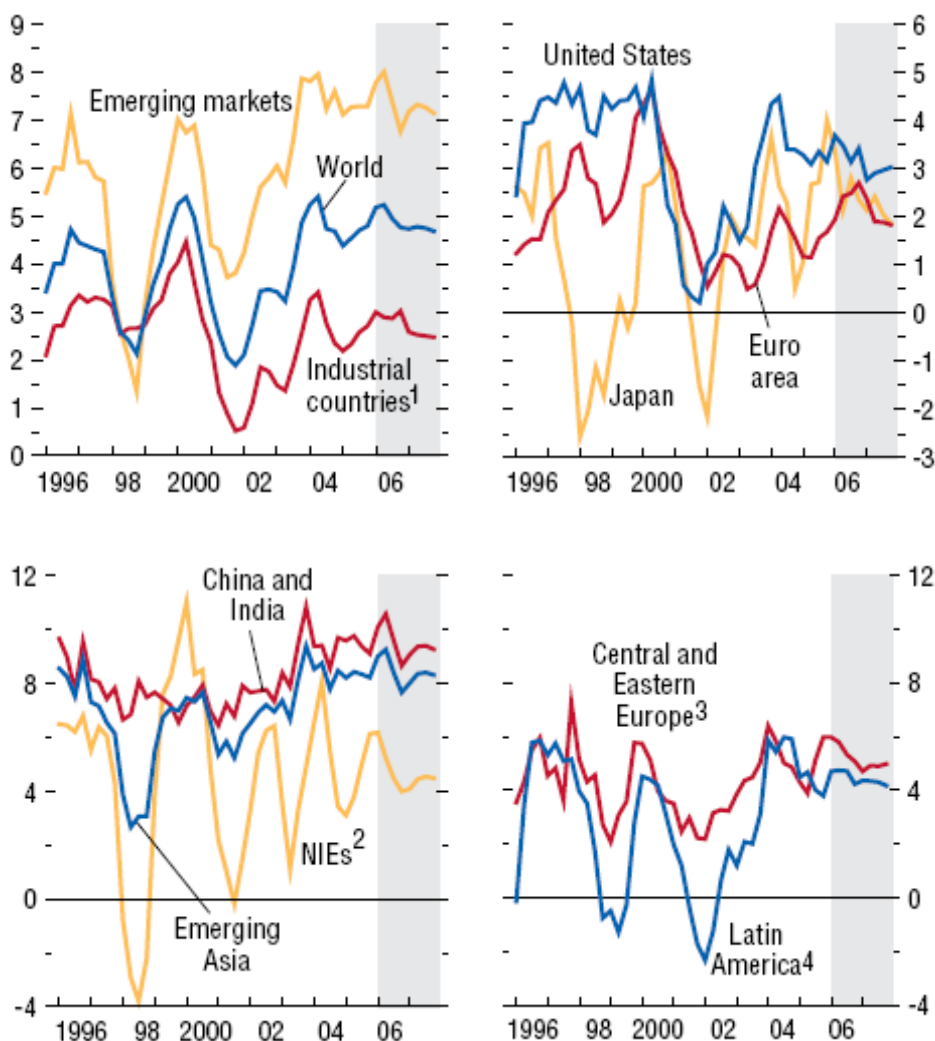 9
8
7
6
5
4
3
2
1
0
Emerging markets
World
Industrial
countries1
1996 98 2000 02 04 06
United States
Japan
Euro
area
6
5
4
3
2
1
0
-1
-2
-3
1996 98 2000 02 04 06
12
8
4
0
-4
China and
India
NIEs2
Emerging
Asia
1996 98 2000 02 04 06
Central and
Eastern
Europe3
Latin
America4
12
8
4
0
-4
1996 98 2000 02 04 06